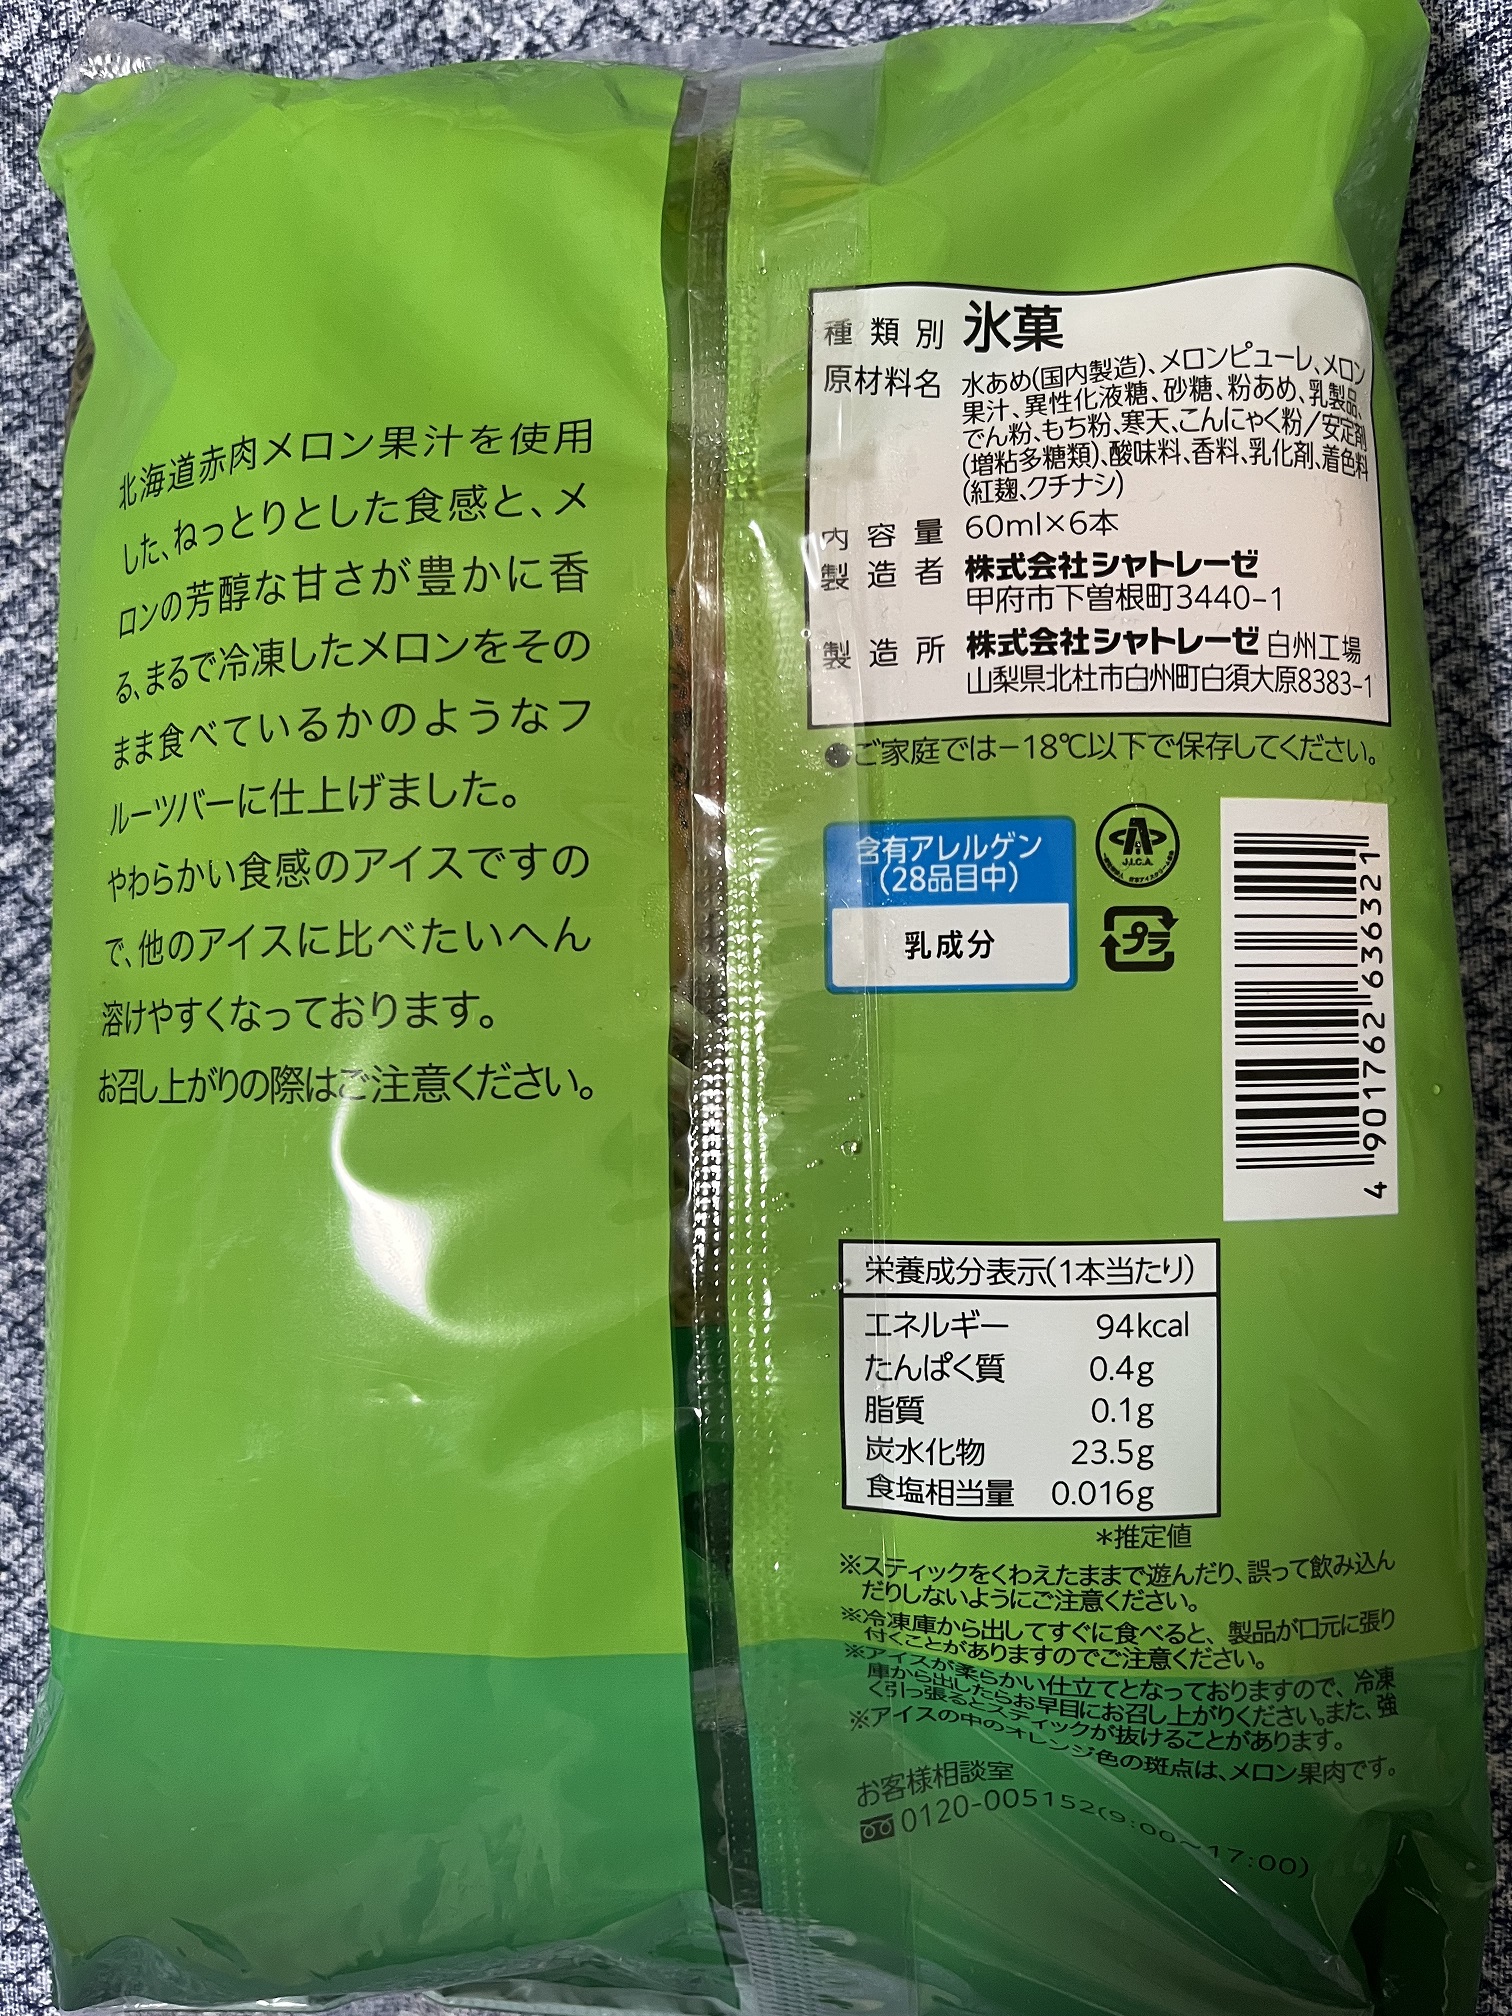 北海道赤肉メロン果汁を使用
した、ねっとりとした食感と、メ
ロンの芳醇な甘さが豊かに香
る、まるで冷凍したメロンをその
まま食べているかのようなフ
ルーツバーに仕上げました。
やわらかい食感のアイスですの
で、他のアイスに比べたいへん
溶けやすくなっております。
お召し上がりの際はご注意ください。
種類別 氷菓
原材料名 水あめ(国内製造)、メロンピューレ、メロン
果汁、異性化液糖、砂糖、粉あめ、乳製品、
でん粉、もち粉、寒天、こんにゃく粉/安定剤
(増粘多糖類)、酸味料、香料、乳化剤、着色料
(紅麹、クチナシ)
内容量 60ml×6本
製造者 株式会社シャトレーゼ
甲府市下曽根町3440-1
製造所 株式会社シャトレーゼ 白州工場
山梨県北杜市白州町白須大原8383-1
●ご家庭では－18℃以下で保存してください。
含有アレルゲン
(28品目中)
乳成分
J.I.C.A.
プラ
4 901762 636321
栄養成分表示(1本当たり)
エネルギー 94kcal
たんぱく質 0.4g
脂質 0.1g
炭水化物 23.5g
食塩相当量 0.016g
＊推定値
※スティックをくわえたままで遊んだり、誤って飲み込ん
だりしないようにご注意ください。
※冷凍庫から出してすぐに食べると、製品が口元に張り
付くことがありますのでご注意ください。
※アイスが柔らかい仕立てとなっておりますので、冷凍
庫から出したらお早目にお召し上がりください。また、強
く引っ張るとスティックが抜けることがあります。
※アイスの中のオレンジ色の斑点は、メロン果肉です。
お客様相談室
0120-005152(9:00～17:00)